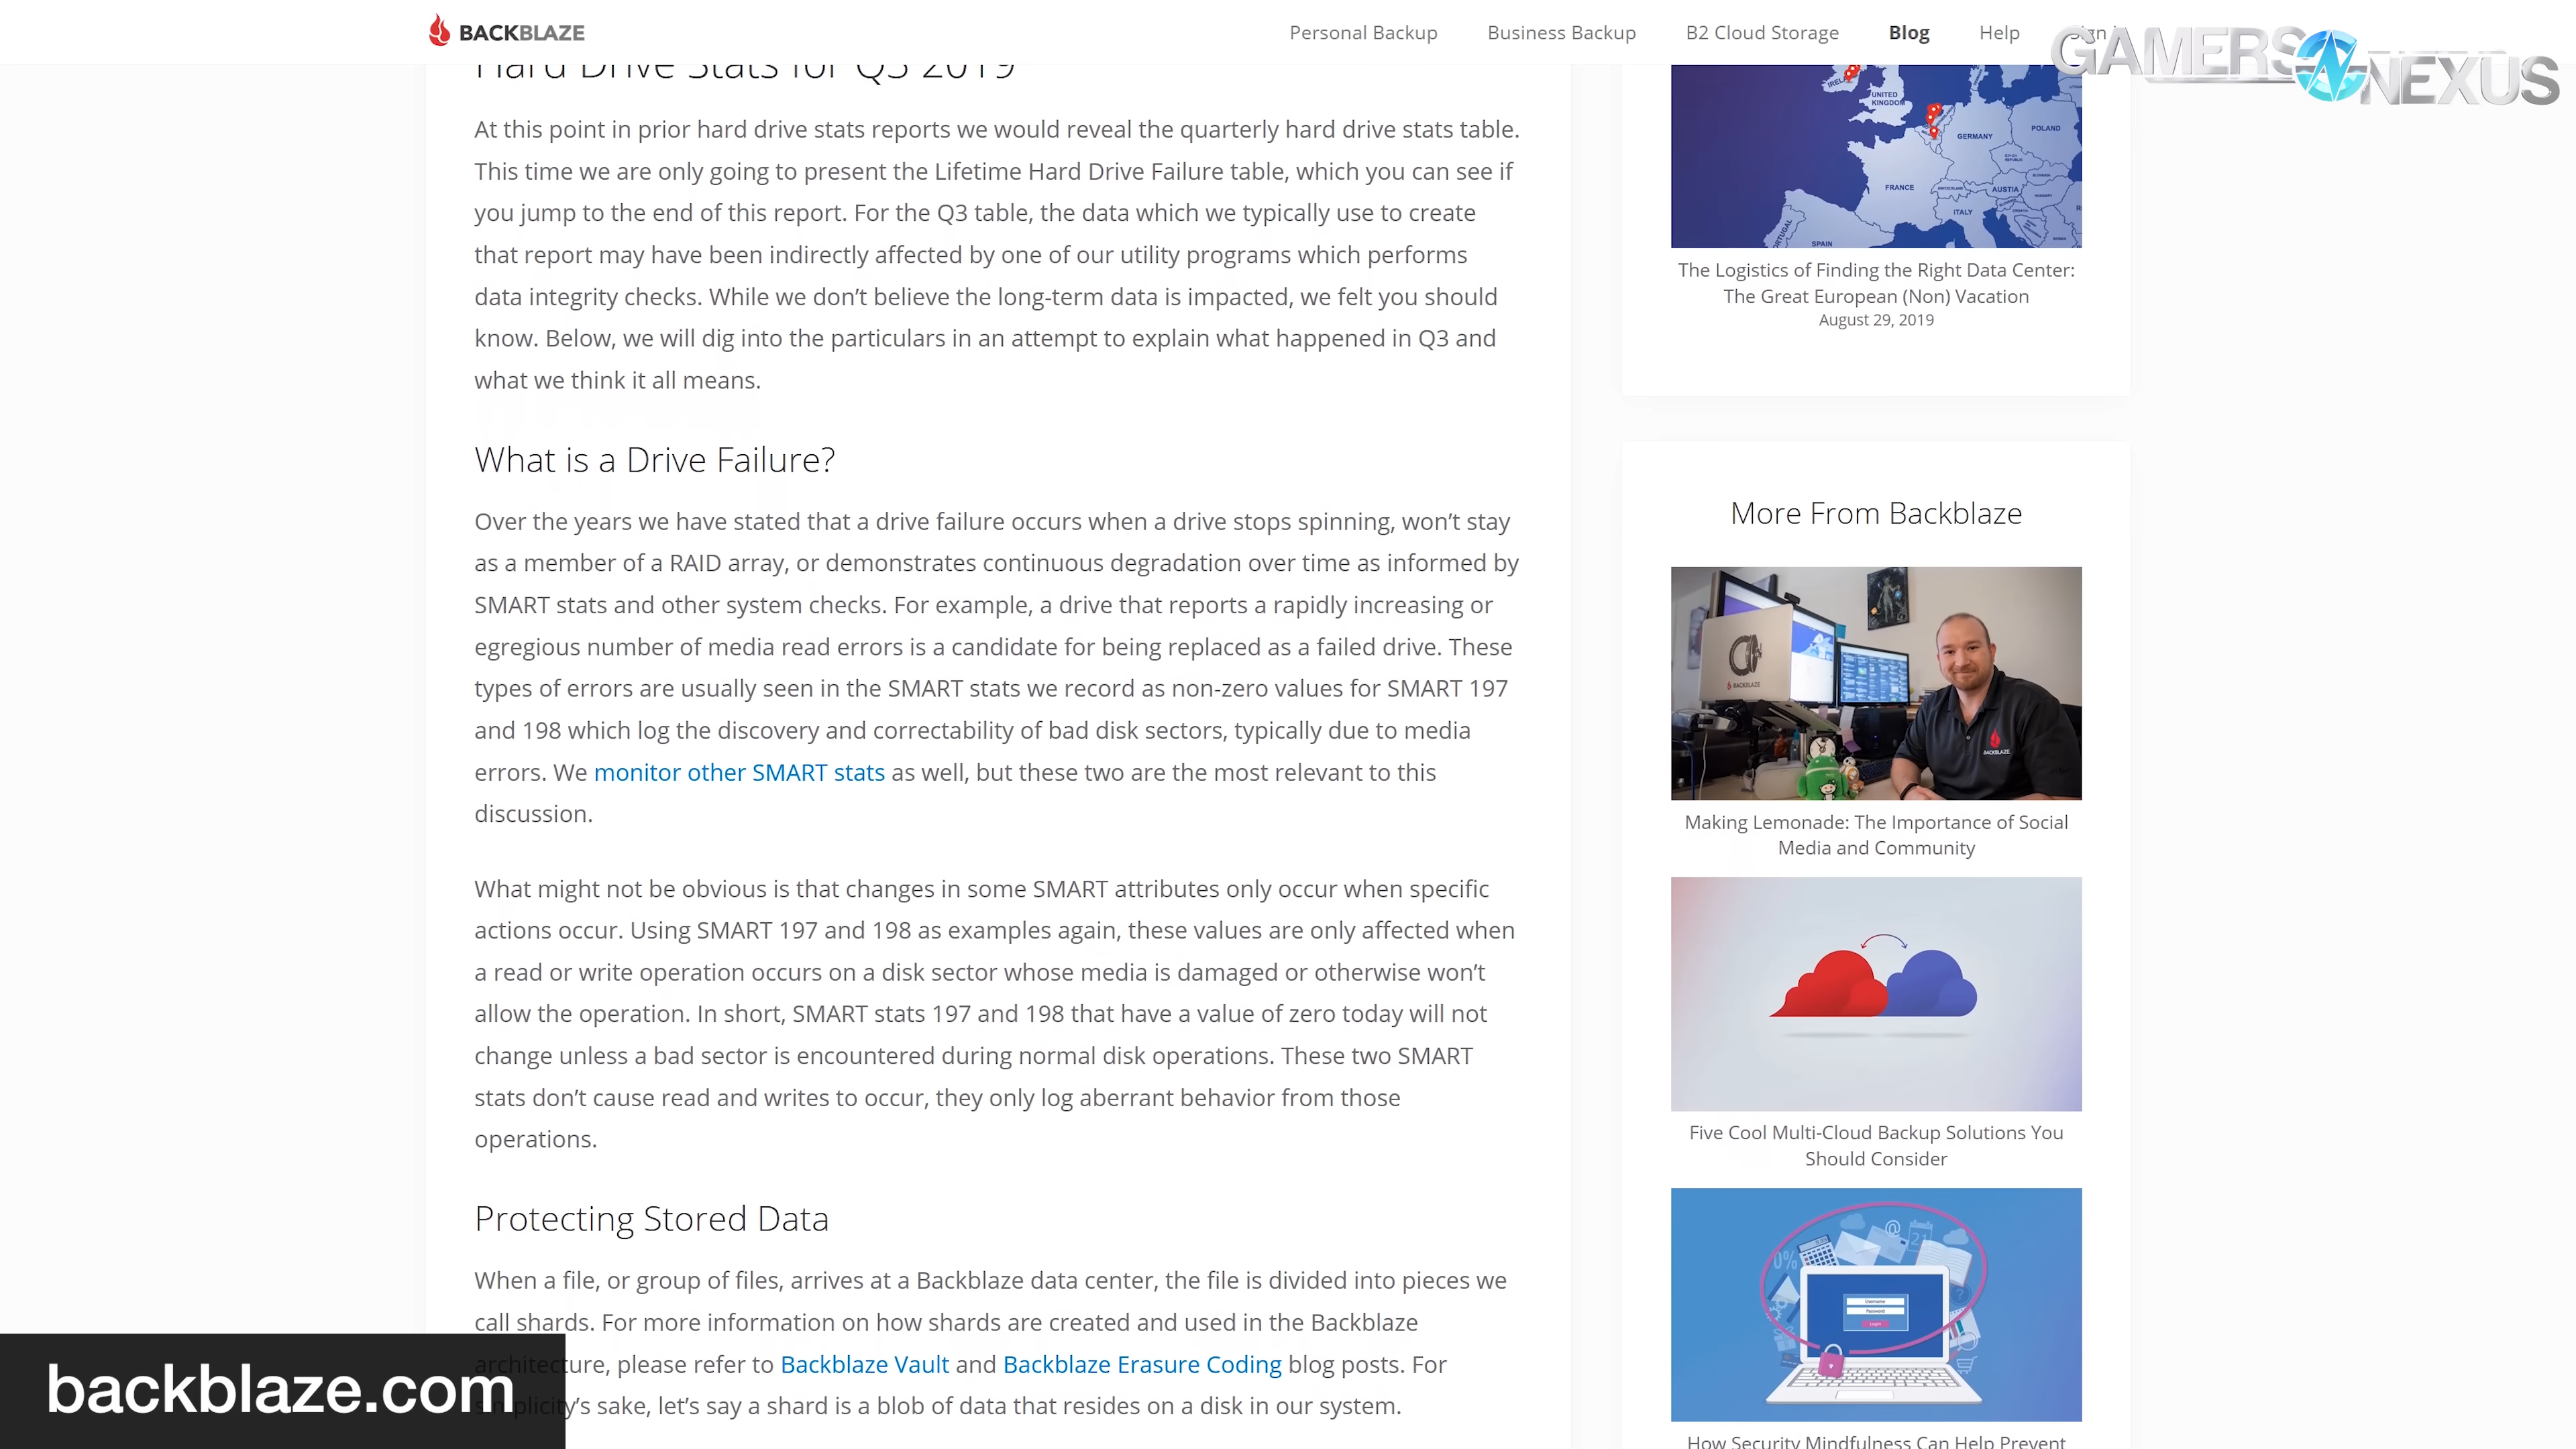 BACKBLAZE
Personal Backup Business Backup B2 Cloud Storage Blog Help Sign
GAMERS NEXUS
Hard Drive Stats for Q3 2019
At this point in prior hard drive stats reports we would reveal the quarterly hard drive stats table.
This time we are only going to present the Lifetime Hard Drive Failure table, which you can see if
you jump to the end of this report. For the Q3 table, the data which we typically use to create
that report may have been indirectly affected by one of our utility programs which performs
data integrity checks. While we don’t believe the long-term data is impacted, we felt you should
know. Below, we will dig into the particulars in an attempt to explain what happened in Q3 and
what we think it all means.
What is a Drive Failure?
Over the years we have stated that a drive failure occurs when a drive stops spinning, won’t stay
as a member of a RAID array, or demonstrates continuous degradation over time as informed by
SMART stats and other system checks. For example, a drive that reports a rapidly increasing or
egregious number of media read errors is a candidate for being replaced as a failed drive. These
types of errors are usually seen in the SMART stats we record as non-zero values for SMART 197
and 198 which log the discovery and correctability of bad disk sectors, typically due to media
errors. We monitor other SMART stats as well, but these two are the most relevant to this
discussion.
What might not be obvious is that changes in some SMART attributes only occur when specific
actions occur. Using SMART 197 and 198 as examples again, these values are only affected when
a read or write operation occurs on a disk sector whose media is damaged or otherwise won’t
allow the operation. In short, SMART stats 197 and 198 that have a value of zero today will not
change unless a bad sector is encountered during normal disk operations. These two SMART
stats don’t cause read and writes to occur, they only log aberrant behavior from those
operations.
Protecting Stored Data
When a file, or group of files, arrives at a Backblaze data center, the file is divided into pieces we
call shards. For more information on how shards are created and used in the Backblaze
architecture, please refer to Backblaze Vault and Backblaze Erasure Coding blog posts. For
simplicity’s sake, let’s say a shard is a blob of data that resides on a disk in our system.
backblaze.com
UNITED
KINGDOM
GERMANY
POLAND
FRANCE
AUSTIA
ITALY
SPAIN
The Logistics of Finding the Right Data Center:
The Great European (Non) Vacation
August 29, 2019
More From Backblaze
BACKBLAZE
BACKBLAZE
Making Lemonade: The Importance of Social
Media and Community
Five Cool Multi-Cloud Backup Solutions You
Should Consider
0%
@
21
Username
Password
Login
How Security Mindfulness Can Help Prevent